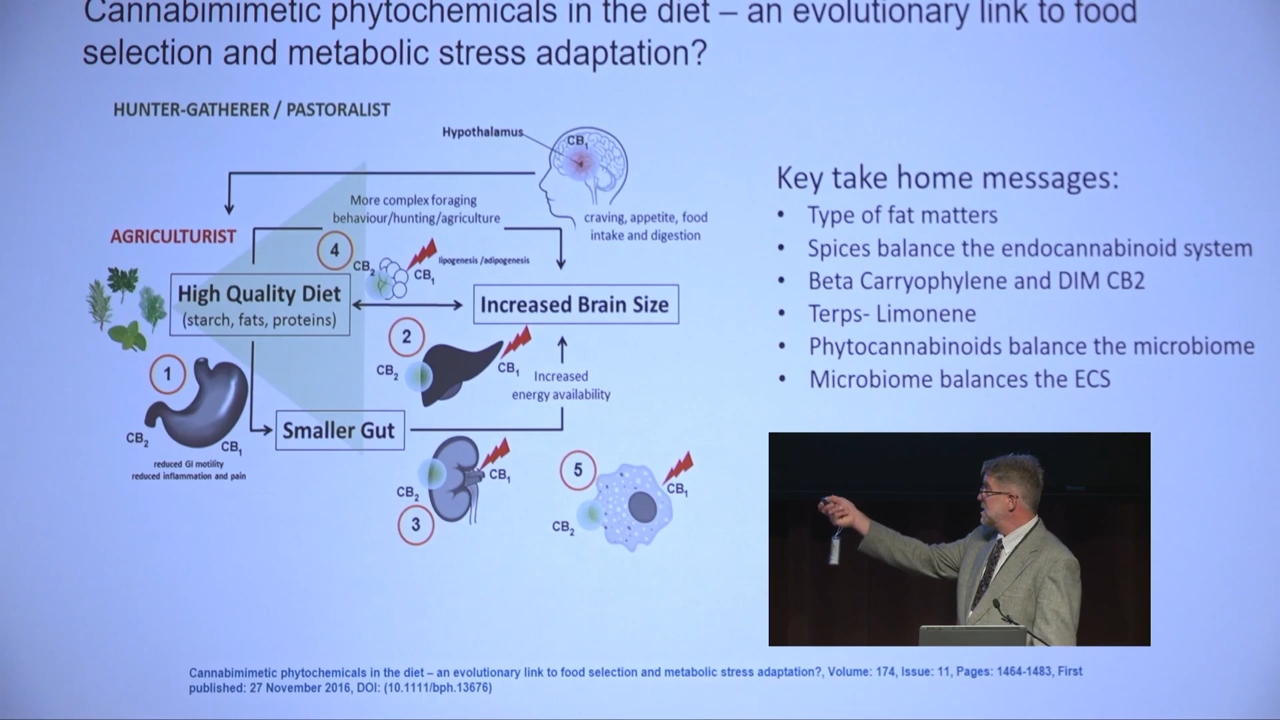 Cannabimimetic phytochemicals in the diet – an evolutionary link to food
selection and metabolic stress adaptation?
HUNTER-GATHERER / PASTORALIST
Hypothalamus
CB1
More complex foraging
behaviour/hunting/agriculture
craving, appetite, food
intake and digestion
AGRICULTURIST
4
CB2
CB1
lipogenesis /adipogenesis
High Quality Diet
(starch, fats, proteins)
Increased Brain Size
2
CB2
CB1
1
Increased
energy availability
CB2
CB1
Smaller Gut
reduced GI motility
reduced inflammation and pain
CB1
CB2
3
5
CB1
CB2
Key take home messages:
• Type of fat matters
• Spices balance the endocannabinoid system
• Beta Carryophylene and DIM CB2
• Terps- Limonene
• Phytocannabinoids balance the microbiome
• Microbiome balances the ECS
Cannabimimetic phytochemicals in the diet – an evolutionary link to food selection and metabolic stress adaptation?, Volume: 174, Issue: 11, Pages: 1464-1483, First
published: 27 November 2016, DOI: (10.1111/bph.13676)